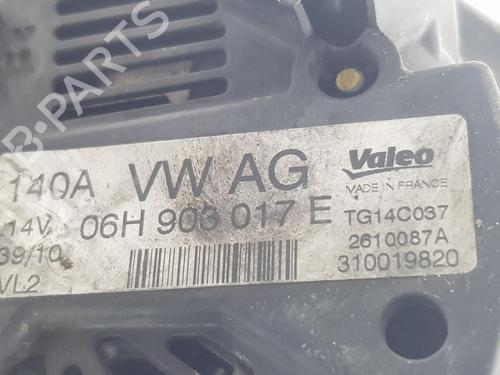 B-PARTS
140A VW AG Valeo
MADE IN FRANCE
14V 06H 903 017 E TG14C037
39/10 2610087A
VL2 310019820